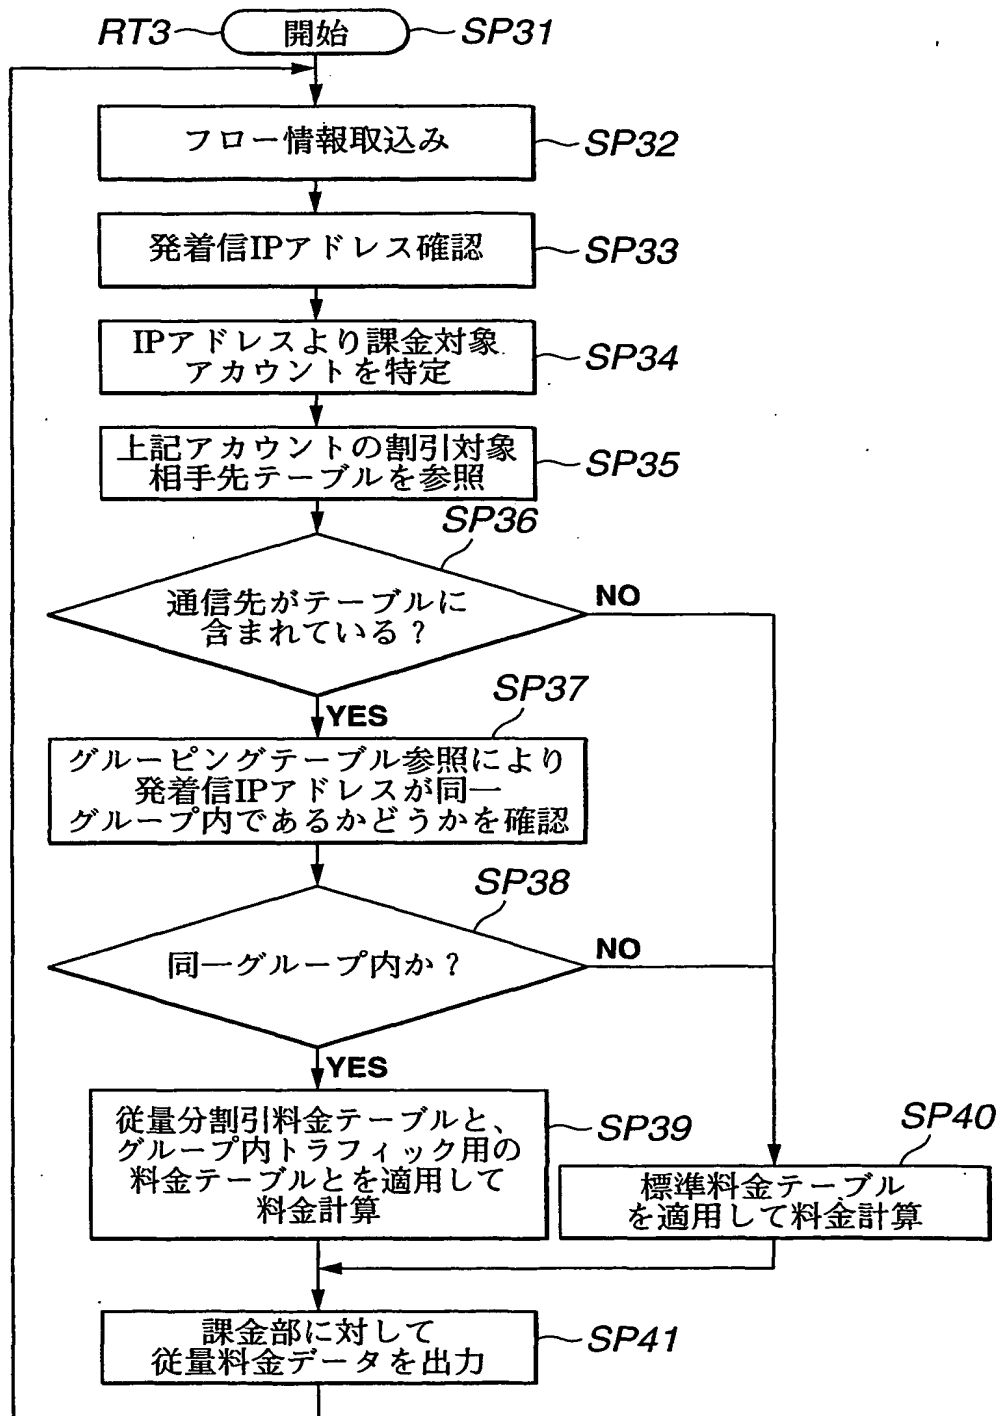 RT3
開始
SP31
フロー情報取込み
SP32
発着信IPアドレス確認
SP33
IPアドレスより課金対象
アカウントを特定
SP34
上記アカウントの割引対象
相手先テーブルを参照
SP35
SP36
通信先がテーブルに
含まれている?
NO
YES
SP37
グルーピングテーブル参照により
発着信IPアドレスが同一
グループ内であるかどうかを確認
SP38
同一グループ内か?
NO
YES
従量分割引料金テーブルと、
グループ内トラフィック用の
料金テーブルとを適用して
料金計算
SP39
SP40
標準料金テーブル
を適用して料金計算
課金部に対して
従量料金データを出力
SP41